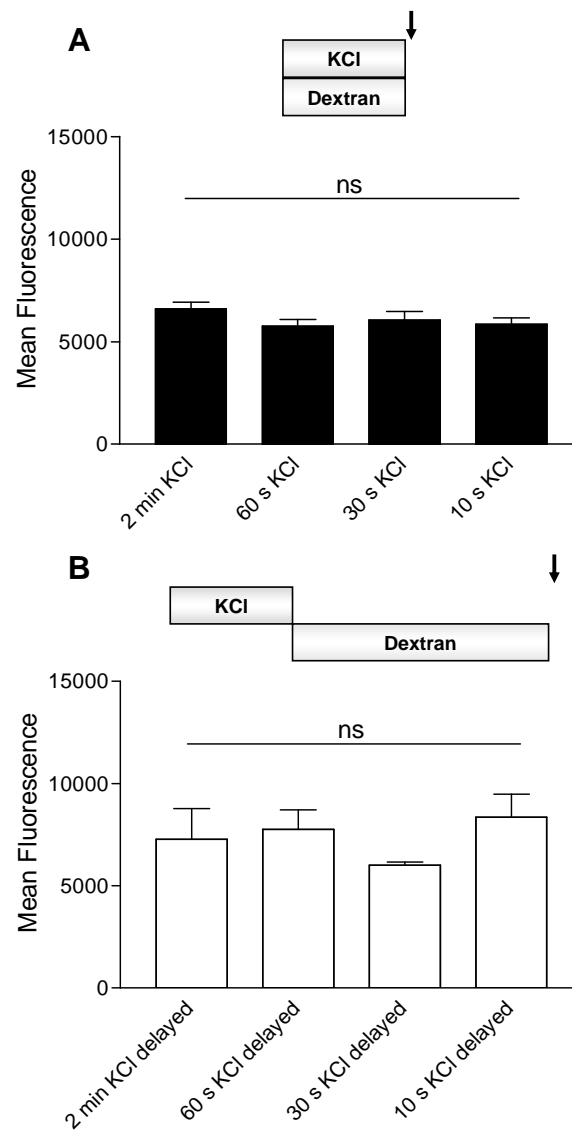 A
KCl
Dextran
15000
ns
10000
5000
0
Mean Fluorescence
2 min KCl
60 s KCl
30 s KCl
10 s KCl
B
KCl
Dextran
15000
ns
10000
5000
0
Mean Fluorescence
2 min KCl delayed
60 s KCl delayed
30 s KCl delayed
10 s KCl delayed